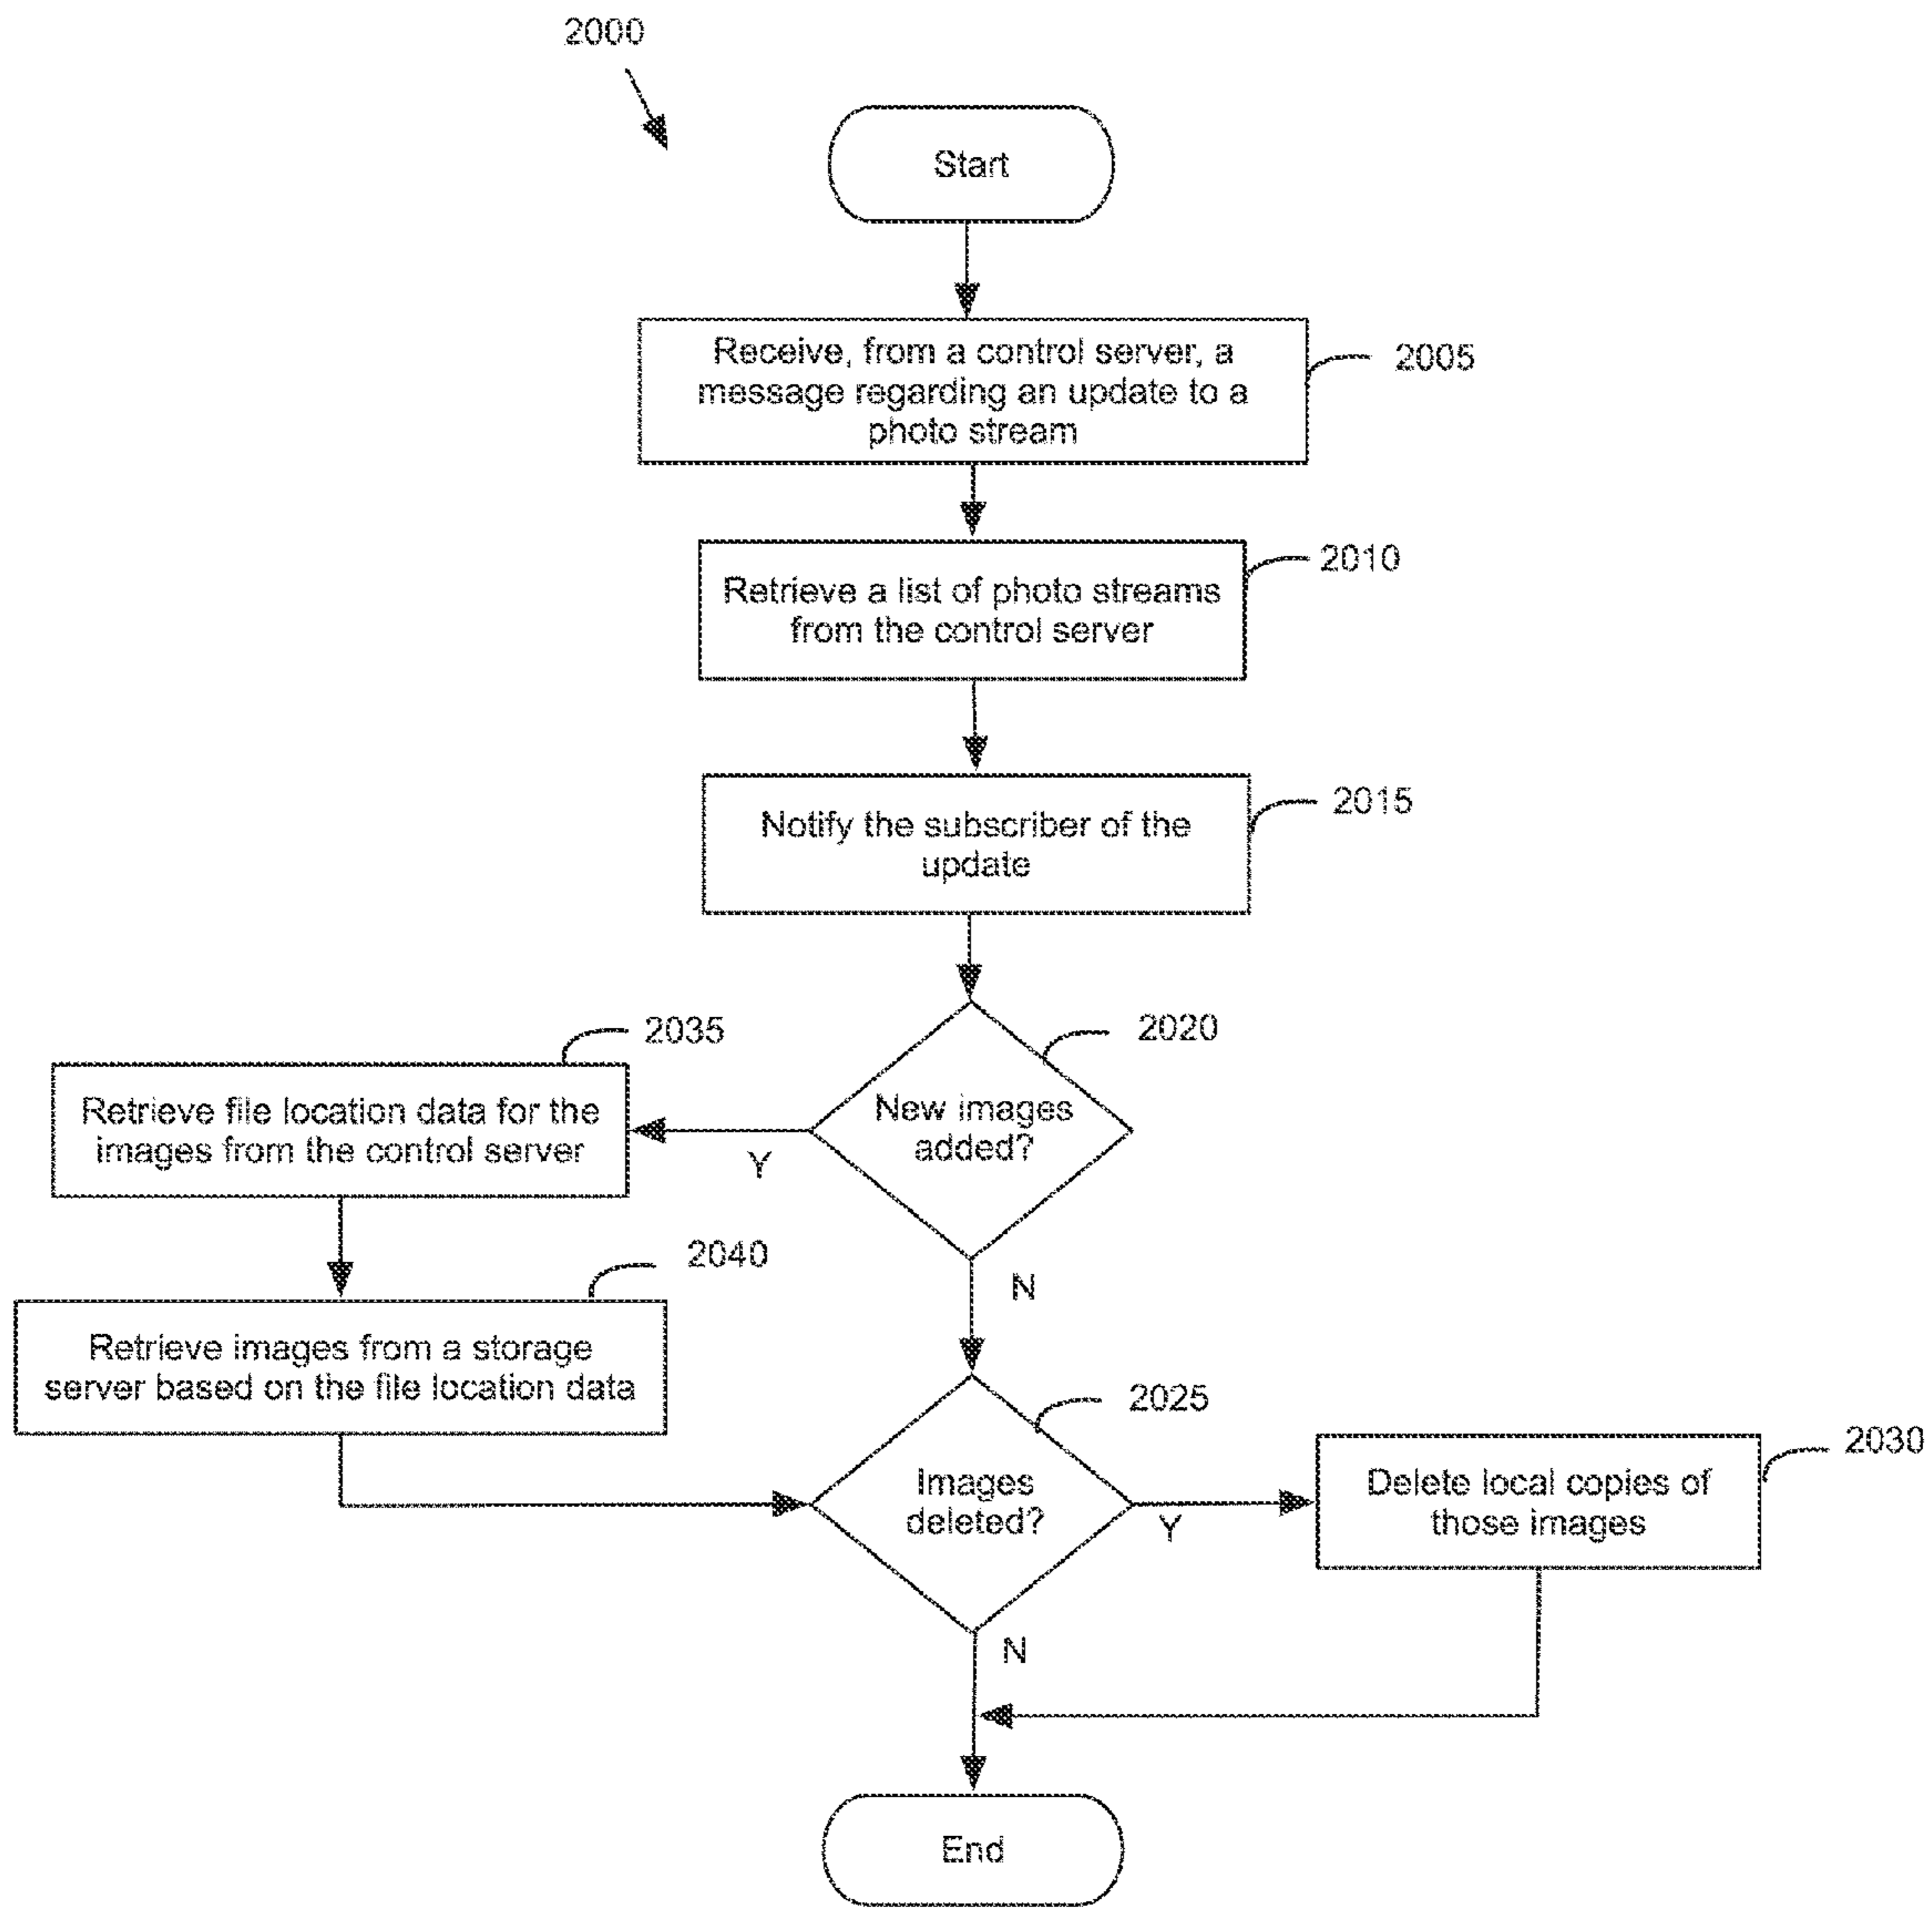 2000
Start
Receive, from a control server, a
message regarding an update to a
photo stream
2005
Retrieve a list of photo streams
from the control server
2010
Notify the subscriber of the
update
2015
New images
added?
2020
Y
N
Retrieve file location data for the
images from the control server
2035
Retrieve images from a storage
server based on the file location data
2040
Images
deleted?
2025
Y
N
Delete local copies of
those images
2030
End